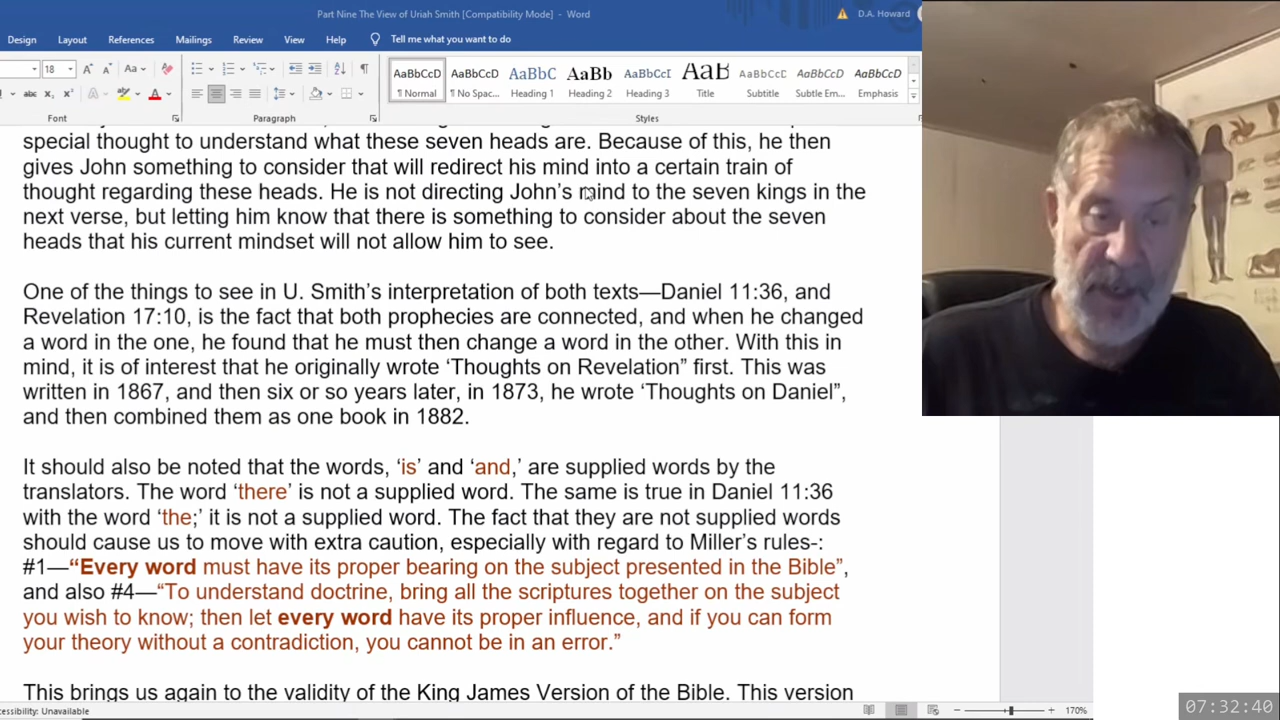 Part Nine The View of Uriah Smith [Compatibility Mode] - Word
D.A. Howard
Design Layout References Mailings Review View Help Tell me what you want to do
18 Aa
AaBbCcD AaBbCcD AaBbC AaBb AaBbCcI AaB AaBbCcD AaBbCcD AaBbCcD
¶ Normal ¶ No Spac... Heading 1 Heading 2 Heading 3 Title Subtitle Subtle Em... Emphasis
Font Paragraph Styles
special thought to understand what these seven heads are. Because of this, he then
gives John something to consider that will redirect his mind into a certain train of
thought regarding these heads. He is not directing John’s mind to the seven kings in the
next verse, but letting him know that there is something to consider about the seven
heads that his current mindset will not allow him to see.
One of the things to see in U. Smith’s interpretation of both texts—Daniel 11:36, and
Revelation 17:10, is the fact that both prophecies are connected, and when he changed
a word in the one, he found that he must then change a word in the other. With this in
mind, it is of interest that he originally wrote ‘Thoughts on Revelation” first. This was
written in 1867, and then six or so years later, in 1873, he wrote ‘Thoughts on Daniel”,
and then combined them as one book in 1882.
It should also be noted that the words, ‘is’ and ‘and,’ are supplied words by the
translators. The word ‘there’ is not a supplied word. The same is true in Daniel 11:36
with the word ‘the;’ it is not a supplied word. The fact that they are not supplied words
should cause us to move with extra caution, especially with regard to Miller’s rules-:
#1—“Every word must have its proper bearing on the subject presented in the Bible”,
and also #4—“To understand doctrine, bring all the scriptures together on the subject
you wish to know; then let every word have its proper influence, and if you can form
your theory without a contradiction, you cannot be in an error.”
This brings us again to the validity of the King James Version of the Bible. This version
cessibility: Unavailable
170%
07:32:40